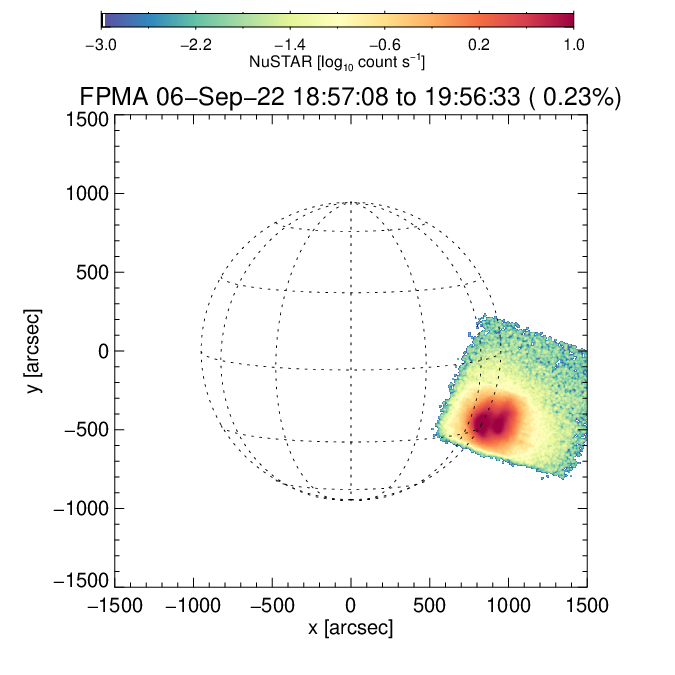 −3.0 −2.2 −1.4 −0.6 0.2 1.0
NuSTAR [log10 count s−1]
FPMA 06−Sep−22 18:57:08 to 19:56:33 ( 0.23%)
1500
1000
500
0
−500
−1000
−1500
y [arcsec]
−1500 −1000 −500 0 500 1000 1500
x [arcsec]